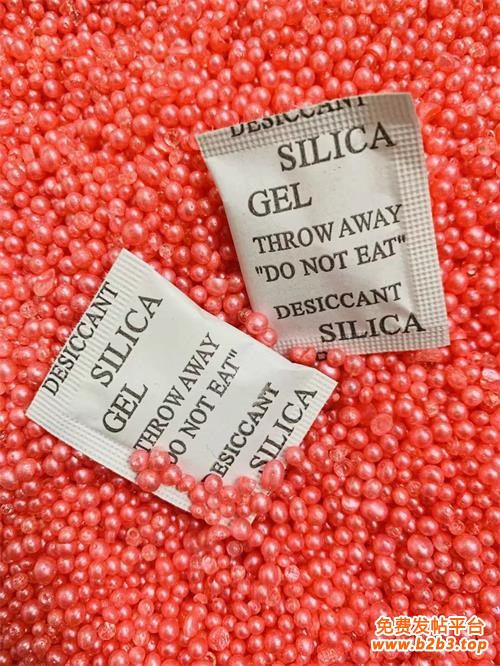 DESICCANT
SILICA
GEL
THROW AWAY
"DO NOT EAT"
DESICCANT
SILICA
DESICCANT
SILICA
GEL
THROW AWAY
"DO NOT EAT"
DESICCANT
SILICA
免费发帖平台
www.b2b3.top